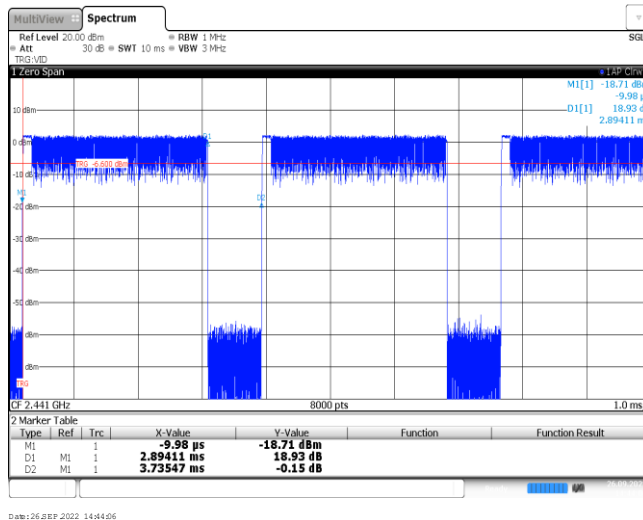 MultiView Spectrum
Ref Level 20.00 dBm RBW 1 MHz SGL
Att 30 dB SWT 10 ms VBW 3 MHz
TRG:VID
1 Zero Span 1AP Clrw
M1[1] -18.71 dBm
-9.98 µs
D1[1] 18.93 dB
2.89411 ms
10 dBm
0 dBm
D1
TRG -6.600 dBm
-10 dBm
M1
D2
-20 dBm
-30 dBm
-40 dBm
-50 dBm
dBm
TRG
CF 2.441 GHz 8000 pts 1.0 ms
2 Marker Table
Type Ref Trc X-Value Y-Value Function Function Result
M1 1 -9.98 µs -18.71 dBm
D1 M1 1 2.89411 ms 18.93 dB
D2 M1 1 3.73547 ms -0.15 dB
Date: 26.SEP.2022 14:44:06